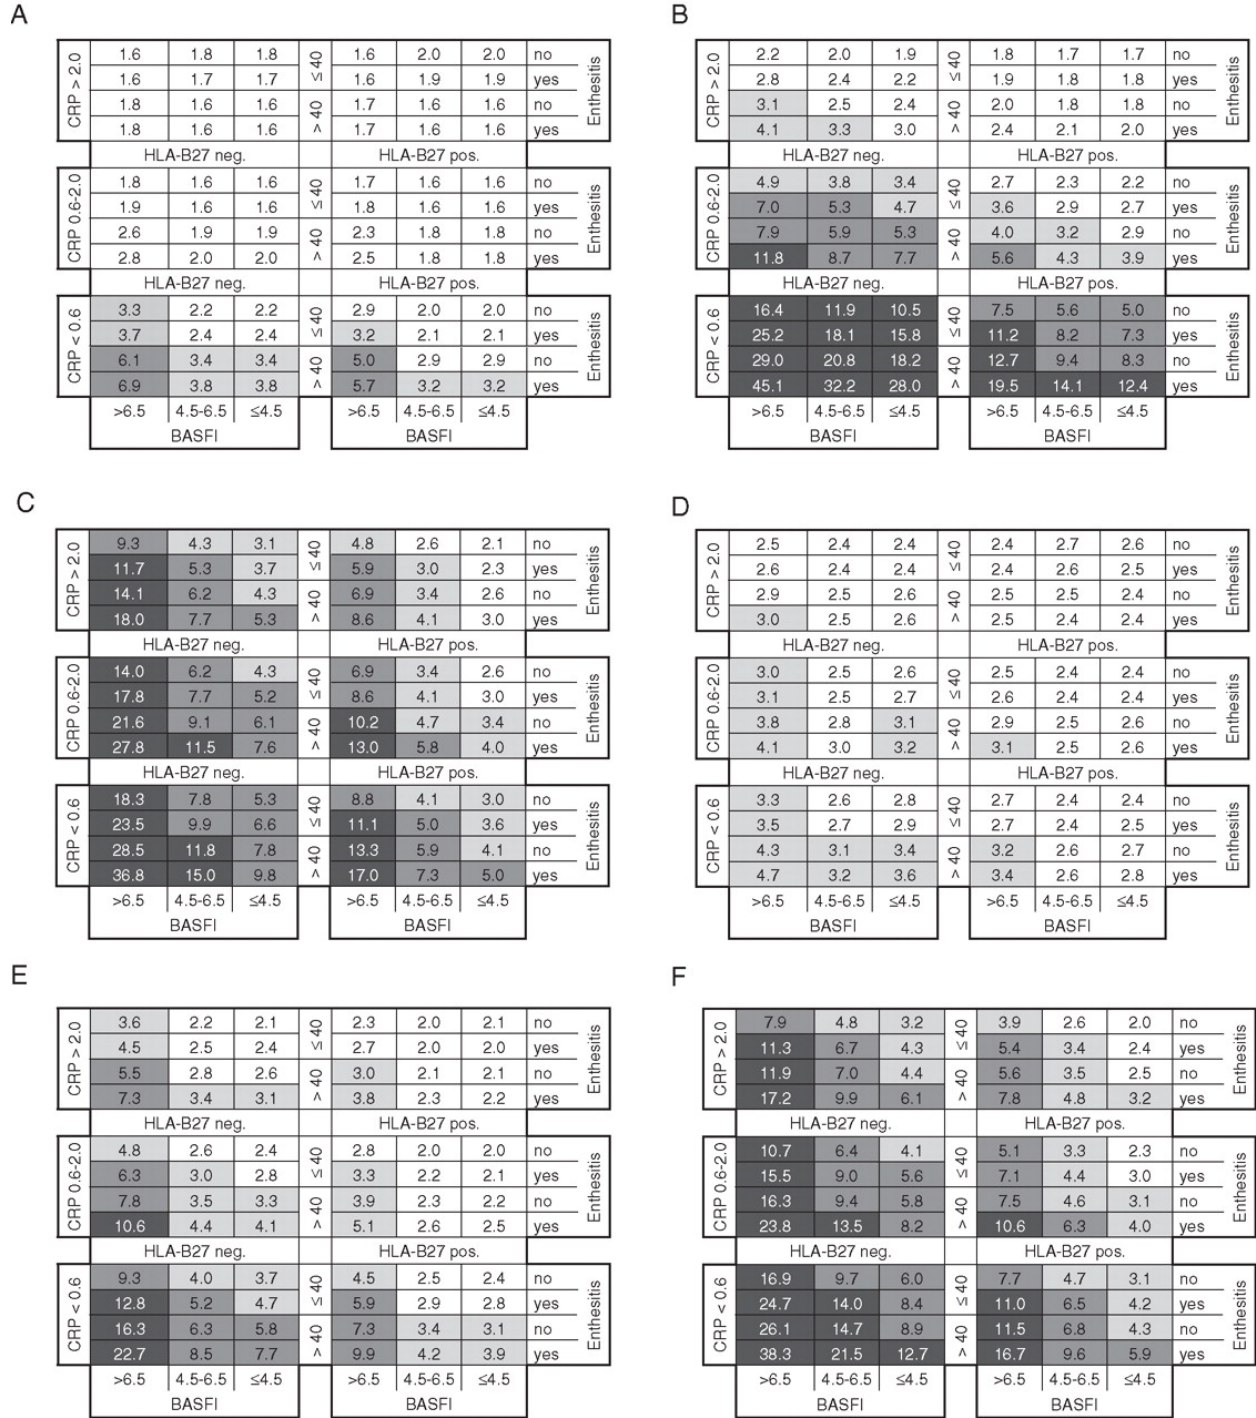 A
CRP > 2.0
1.6 1.8 1.8 ≤ 40 1.6 2.0 2.0 no
1.6 1.7 1.7 1.6 1.9 1.9 yes
1.8 1.6 1.6 > 40 1.7 1.6 1.6 no
1.8 1.6 1.6 1.7 1.6 1.6 yes
Enthesitis
HLA-B27 neg. HLA-B27 pos.
CRP 0.6-2.0
1.8 1.6 1.6 ≤ 40 1.7 1.6 1.6 no
1.9 1.6 1.6 1.8 1.6 1.6 yes
2.6 1.9 1.9 > 40 2.3 1.8 1.8 no
2.8 2.0 2.0 2.5 1.8 1.8 yes
Enthesitis
HLA-B27 neg. HLA-B27 pos.
CRP < 0.6
3.3 2.2 2.2 ≤ 40 2.9 2.0 2.0 no
3.7 2.4 2.4 3.2 2.1 2.1 yes
6.1 3.4 3.4 > 40 5.0 2.9 2.9 no
6.9 3.8 3.8 5.7 3.2 3.2 yes
Enthesitis
>6.5 4.5-6.5 ≤4.5 >6.5 4.5-6.5 ≤4.5
BASFI BASFI
B
CRP > 2.0
2.2 2.0 1.9 ≤ 40 1.8 1.7 1.7 no
2.8 2.4 2.2 1.9 1.8 1.8 yes
3.1 2.5 2.4 > 40 2.0 1.8 1.8 no
4.1 3.3 3.0 2.4 2.1 2.0 yes
Enthesitis
HLA-B27 neg. HLA-B27 pos.
CRP 0.6-2.0
4.9 3.8 3.4 ≤ 40 2.7 2.3 2.2 no
7.0 5.3 4.7 3.6 2.9 2.7 yes
7.9 5.9 5.3 > 40 4.0 3.2 2.9 no
11.8 8.7 7.7 5.6 4.3 3.9 yes
Enthesitis
HLA-B27 neg. HLA-B27 pos.
CRP < 0.6
16.4 11.9 10.5 ≤ 40 7.5 5.6 5.0 no
25.2 18.1 15.8 11.2 8.2 7.3 yes
29.0 20.8 18.2 > 40 12.7 9.4 8.3 no
45.1 32.2 28.0 19.5 14.1 12.4 yes
Enthesitis
>6.5 4.5-6.5 ≤4.5 >6.5 4.5-6.5 ≤4.5
BASFI BASFI
C
CRP > 2.0
9.3 4.3 3.1 ≤ 40 4.8 2.6 2.1 no
11.7 5.3 3.7 5.9 3.0 2.3 yes
14.1 6.2 4.3 > 40 6.9 3.4 2.6 no
18.0 7.7 5.3 8.6 4.1 3.0 yes
Enthesitis
HLA-B27 neg. HLA-B27 pos.
CRP 0.6-2.0
14.0 6.2 4.3 ≤ 40 6.9 3.4 2.6 no
17.8 7.7 5.2 8.6 4.1 3.0 yes
21.6 9.1 6.1 > 40 10.2 4.7 3.4 no
27.8 11.5 7.6 13.0 5.8 4.0 yes
Enthesitis
HLA-B27 neg. HLA-B27 pos.
CRP < 0.6
18.3 7.8 5.3 ≤ 40 8.8 4.1 3.0 no
23.5 9.9 6.6 11.1 5.0 3.6 yes
28.5 11.8 7.8 > 40 13.3 5.9 4.1 no
36.8 15.0 9.8 17.0 7.3 5.0 yes
Enthesitis
>6.5 4.5-6.5 ≤4.5 >6.5 4.5-6.5 ≤4.5
BASFI BASFI
D
CRP > 2.0
2.5 2.4 2.4 ≤ 40 2.4 2.7 2.6 no
2.6 2.4 2.4 2.4 2.6 2.5 yes
2.9 2.5 2.6 > 40 2.5 2.4 2.4 no
3.0 2.5 2.6 2.5 2.4 2.4 yes
Enthesitis
HLA-B27 neg. HLA-B27 pos.
CRP 0.6-2.0
3.0 2.5 2.6 ≤ 40 2.5 2.4 2.4 no
3.1 2.5 2.7 2.6 2.4 2.4 yes
3.8 2.8 3.1 > 40 2.9 2.5 2.6 no
4.1 3.0 3.2 3.1 2.5 2.6 yes
Enthesitis
HLA-B27 neg. HLA-B27 pos.
CRP < 0.6
3.3 2.6 2.8 ≤ 40 2.7 2.4 2.4 no
3.5 2.7 2.9 2.7 2.4 2.5 yes
4.3 3.1 3.4 > 40 3.2 2.6 2.7 no
4.7 3.2 3.6 3.4 2.6 2.8 yes
Enthesitis
>6.5 4.5-6.5 ≤4.5 >6.5 4.5-6.5 ≤4.5
BASFI BASFI
E
CRP > 2.0
3.6 2.2 2.1 ≤ 40 2.3 2.0 2.1 no
4.5 2.5 2.4 2.7 2.0 2.0 yes
5.5 2.8 2.6 > 40 3.0 2.1 2.1 no
7.3 3.4 3.1 3.8 2.3 2.2 yes
Enthesitis
HLA-B27 neg. HLA-B27 pos.
CRP 0.6-2.0
4.8 2.6 2.4 ≤ 40 2.8 2.0 2.0 no
6.3 3.0 2.8 3.3 2.2 2.1 yes
7.8 3.5 3.3 > 40 3.9 2.3 2.2 no
10.6 4.4 4.1 5.1 2.6 2.5 yes
Enthesitis
HLA-B27 neg. HLA-B27 pos.
CRP < 0.6
9.3 4.0 3.7 ≤ 40 4.5 2.5 2.4 no
12.8 5.2 4.7 5.9 2.9 2.8 yes
16.3 6.3 5.8 > 40 7.3 3.4 3.1 no
22.7 8.5 7.7 9.9 4.2 3.9 yes
Enthesitis
>6.5 4.5-6.5 ≤4.5 >6.5 4.5-6.5 ≤4.5
BASFI BASFI
F
CRP > 2.0
7.9 4.8 3.2 ≤ 40 3.9 2.6 2.0 no
11.3 6.7 4.3 5.4 3.4 2.4 yes
11.9 7.0 4.4 > 40 5.6 3.5 2.5 no
17.2 9.9 6.1 7.8 4.8 3.2 yes
Enthesitis
HLA-B27 neg. HLA-B27 pos.
CRP 0.6-2.0
10.7 6.4 4.1 ≤ 40 5.1 3.3 2.3 no
15.5 9.0 5.6 7.1 4.4 3.0 yes
16.3 9.4 5.8 > 40 7.5 4.6 3.1 no
23.8 13.5 8.2 10.6 6.3 4.0 yes
Enthesitis
HLA-B27 neg. HLA-B27 pos.
CRP < 0.6
16.9 9.7 6.0 ≤ 40 7.7 4.7 3.1 no
24.7 14.0 8.4 11.0 6.5 4.2 yes
26.1 14.7 8.9 > 40 11.5 6.8 4.3 no
38.3 21.5 12.7 16.7 9.6 5.9 yes
Enthesitis
>6.5 4.5-6.5 ≤4.5 >6.5 4.5-6.5 ≤4.5
BASFI BASFI